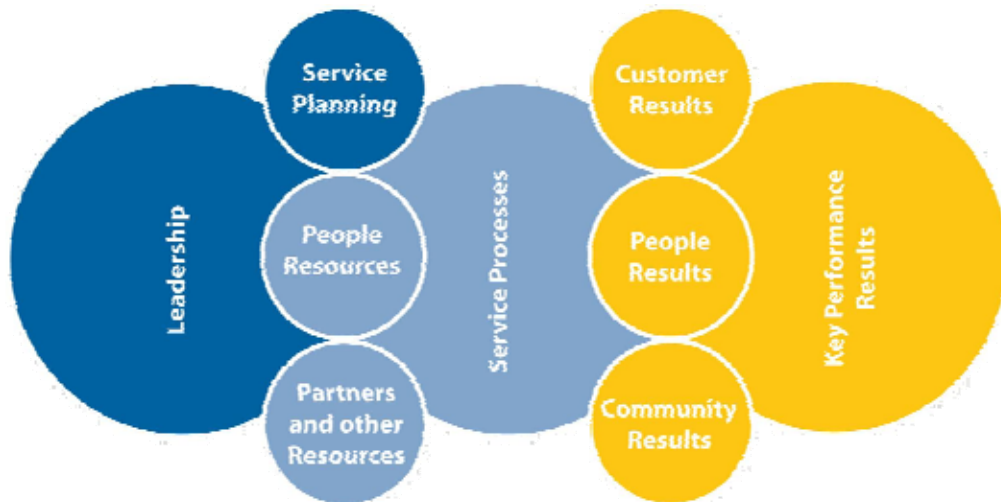 Leadership
Service
Planning
People
Resources
Partners
and other
Resources
Service Processes
Customer
Results
People
Results
Community
Results
Key Performance
Results